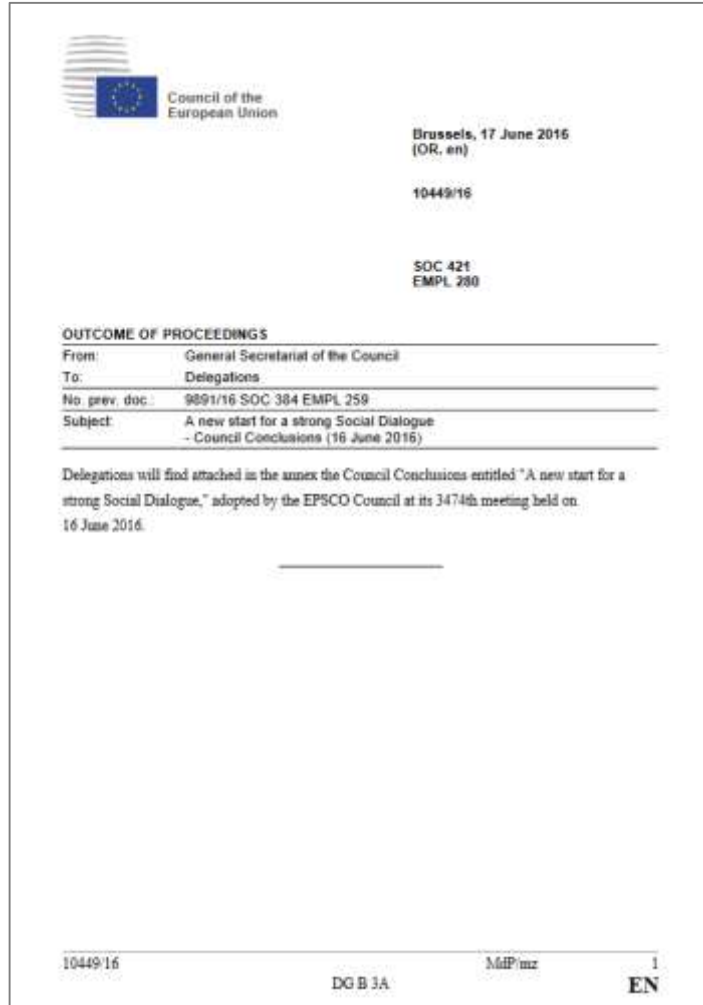 Council of the
European Union
Brussels, 17 June 2016
(OR. en)
10449/16
SOC 421
EMPL 280
OUTCOME OF PROCEEDINGS
From: General Secretariat of the Council
To: Delegations
No. prev. doc.: 9891/16 SOC 384 EMPL 259
Subject: A new start for a strong Social Dialogue
- Council Conclusions (16 June 2016)
Delegations will find attached in the annex the Council Conclusions entitled "A new start for a
strong Social Dialogue," adopted by the EPSCO Council at its 3474th meeting held on
16 June 2016.
10449/16 MdP/mz 1
DG B 3A EN